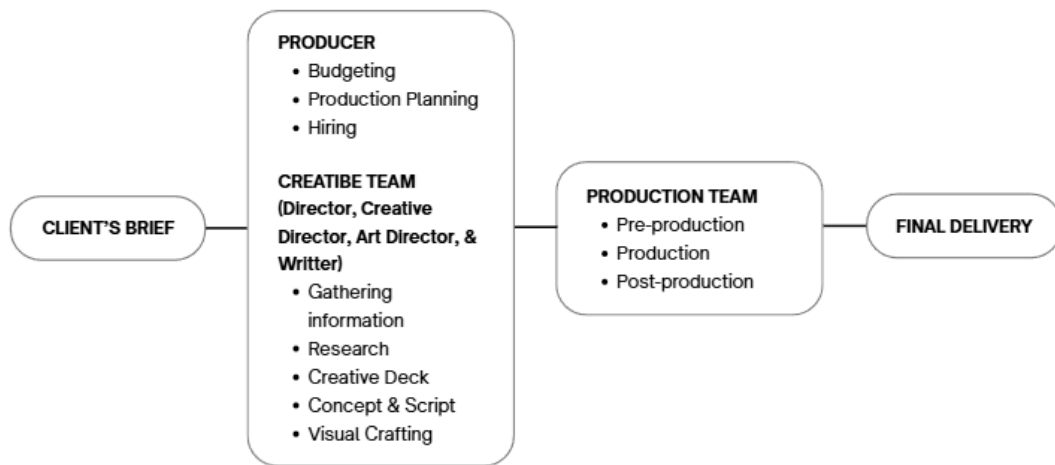 CLIENT'S BRIEF
PRODUCER
• Budgeting
• Production Planning
• Hiring
CREATIBE TEAM
(Director, Creative
Director, Art Director, &
Writter)
• Gathering
information
• Research
• Creative Deck
• Concept & Script
• Visual Crafting
PRODUCTION TEAM
• Pre-production
• Production
• Post-production
FINAL DELIVERY